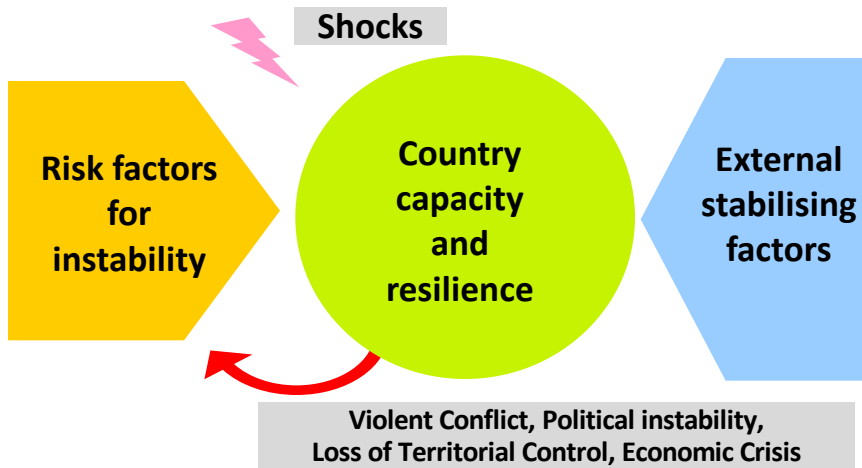 Shocks
Risk factors
for
instability
Country
capacity
and
resilience
External
stabilising
factors
Violent Conflict, Political instability,
Loss of Territorial Control, Economic Crisis